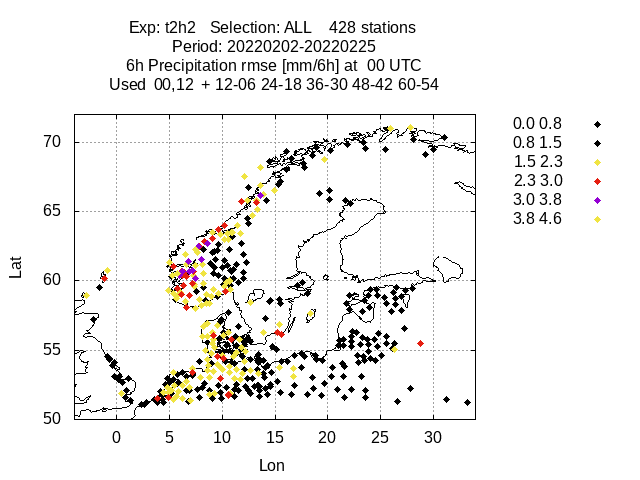 Exp: t2h2   Selection: ALL    428 stations
Period: 20220202-20220225
6h Precipitation rmse [mm/6h] at  00 UTC
Used  00,12  + 12-06 24-18 36-30 48-42 60-54
0.0 0.8
0.8 1.5
1.5 2.3
2.3 3.0
3.0 3.8
3.8 4.6
70
65
60
55
50
Lat
0 5 10 15 20 25 30
Lon